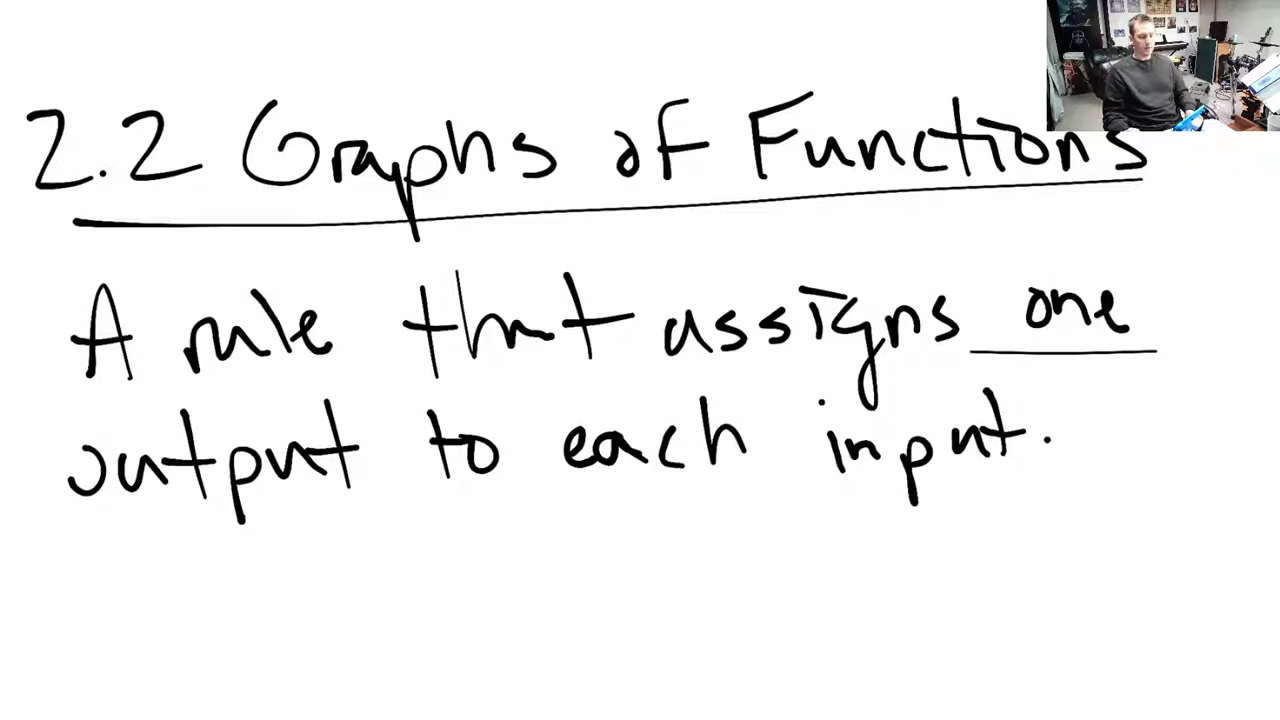 2.2 Graphs of Functions
A rule that assigns one
output to each input.